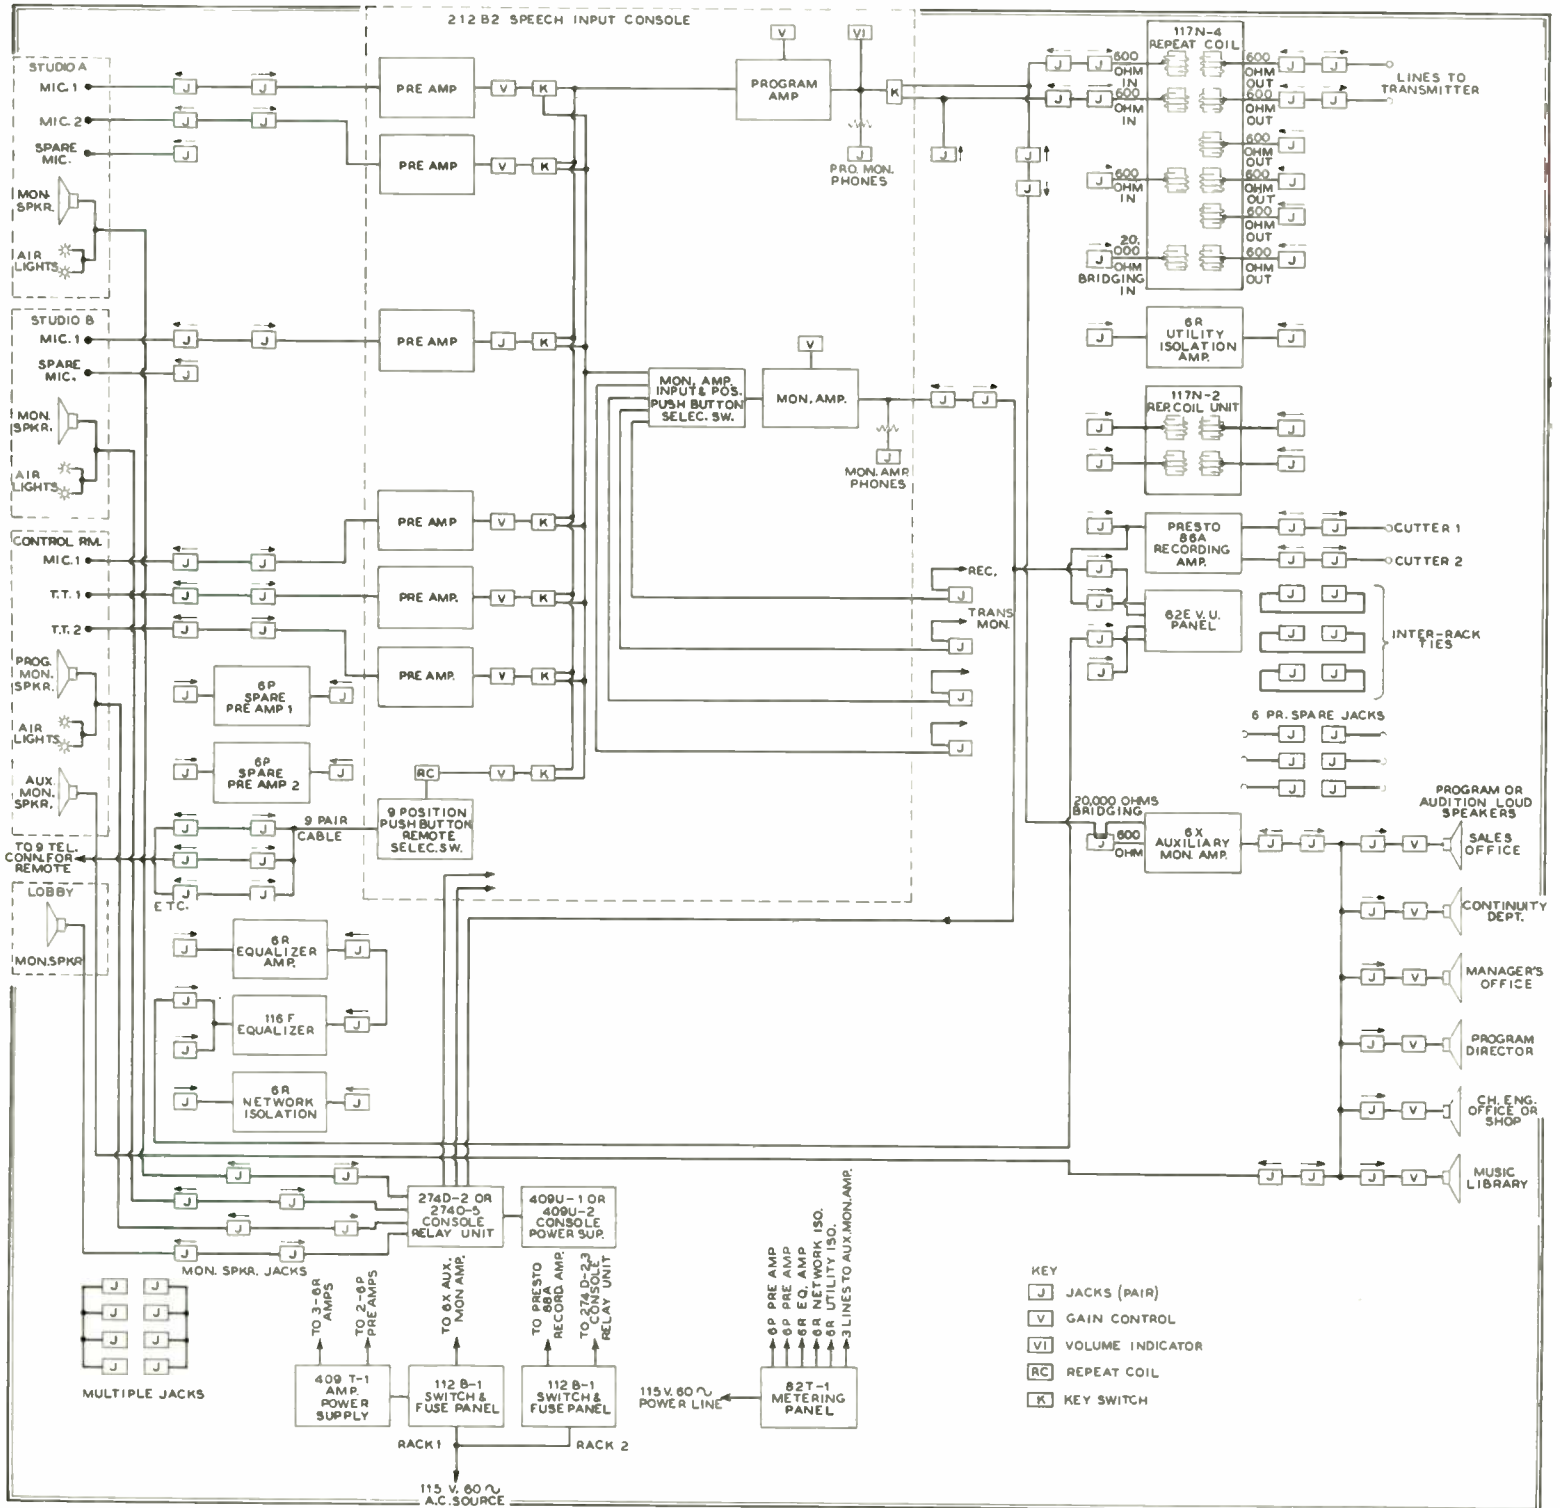 212 B2 SPEECH INPUT CONSOLE
STUDIO A
MIC. 1
MIC. 2
SPARE
MIC.
MON.
SPKR.
AIR
LIGHTS
J
J
J
J
J
PRE AMP
V
K
PRE AMP
V
K
V
VI
PROGRAM
AMP
K
J
PRO. MON.
PHONES
J
J
J
117N-4
REPEAT COIL
J
J
600
OHM
IN
600
OHM
OUT
J
J
J
J
600
OHM
IN
600
OHM
OUT
J
J
LINES TO
TRANSMITTER
600
OHM
OUT
J
J
600
OHM
IN
600
OHM
OUT
J
600
OHM
OUT
J
J
20,
000
OHM
BRIDGING
IN
600
OHM
OUT
J
STUDIO B
MIC. 1
SPARE
MIC.
MON.
SPKR.
AIR
LIGHTS
J
J
J
PRE AMP
J
K
MON. AMP.
INPUT & POS.
PUSH BUTTON
SELEC. SW.
V
MON. AMP.
J
J
J
MON. AMP.
PHONES
J
6R
UTILITY
ISOLATION
AMP.
J
117N-2
REP. COIL UNIT
J
J
J
J
CONTROL RM.
MIC. 1
T.T. 1
T.T. 2
PROG.
MON.
SPKR.
AIR
LIGHTS
AUX.
MON.
SPKR.
J
J
J
J
J
J
PRE AMP
V
K
PRE AMP.
V
K
PRE AMP.
V
K
REC.
J
TRANS
MON.
J
J
J
J
PRESTO
86A
RECORDING
AMP.
J
J
CUTTER 1
J
J
CUTTER 2
J
J
J
J
62E V.U.
PANEL
J
J
J
J
J
J
INTER-RACK
TIES
6 PR. SPARE JACKS
J
J
J
J
J
J
J
6P
SPARE
PRE AMP 1
J
J
6P
SPARE
PRE AMP 2
J
RC
V
K
9 POSITION
PUSH BUTTON
REMOTE
SELEC. SW.
9 PAIR
CABLE
J
J
J
J
J
J
ETC.
TO 9 TEL.
CONN. FOR
REMOTE
LOBBY
MON. SPKR
20,000 OHMS
BRIDGING
J
600
OHM
6X
AUXILIARY
MON. AMP.
J
J
PROGRAM OR
AUDITION LOUD
SPEAKERS
J
V
SALES
OFFICE
J
V
CONTINUITY
DEPT.
J
V
MANAGER'S
OFFICE
J
V
PROGRAM
DIRECTOR
J
V
CH. ENG.
OFFICE OR
SHOP
J
J
J
V
MUSIC
LIBRARY
J
6R
EQUALIZER
AMP.
J
J
J
116 F
EQUALIZER
J
J
6R
NETWORK
ISOLATION
J
J
J
J
J
J
J
J
J
MON. SPKR. JACKS
274D-2 OR
274D-5
CONSOLE
RELAY UNIT
409U-1 OR
409U-2
CONSOLE
POWER SUP.
J
J
J
J
J
J
J
J
MULTIPLE JACKS
TO 3-6R
AMPS
TO 2-6P
PRE AMPS
TO 6X AUX.
MON AMP.
TO PRESTO
88A
RECORD. AMP.
TO 274 D-2,3
CONSOLE
RELAY UNIT
409 T-1
AMP.
POWER
SUPPLY
112 B-1
SWITCH &
FUSE PANEL
112 B-1
SWITCH &
FUSE PANEL
RACK 1
RACK 2
115 V. 60 ~
A.C. SOURCE
6P PRE AMP
6P PRE AMP
6R EQ. AMP
6R NETWORK ISO.
6R UTILITY ISO.
3 LINES TO AUX. MON. AMP.
115 V. 60 ~
POWER LINE
82T-1
METERING
PANEL
KEY
J JACKS (PAIR)
V GAIN CONTROL
VI VOLUME INDICATOR
RC REPEAT COIL
K KEY SWITCH